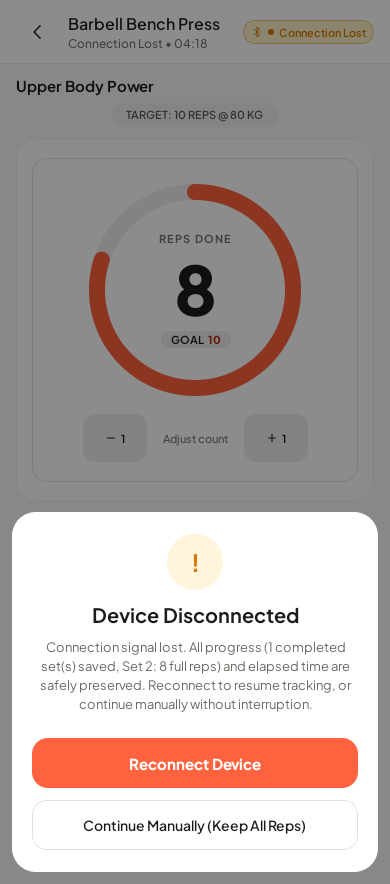 Barbell Bench Press
Connection Lost • 04:18
Connection Lost
Upper Body Power
TARGET: 10 REPS @ 80 KG
REPS DONE
8
GOAL 10
− 1
Adjust count
+ 1
!
Device Disconnected
Connection signal lost. All progress (1 completed
set(s) saved, Set 2: 8 full reps) and elapsed time are
safely preserved. Reconnect to resume tracking, or
continue manually without interruption.
Reconnect Device
Continue Manually (Keep All Reps)